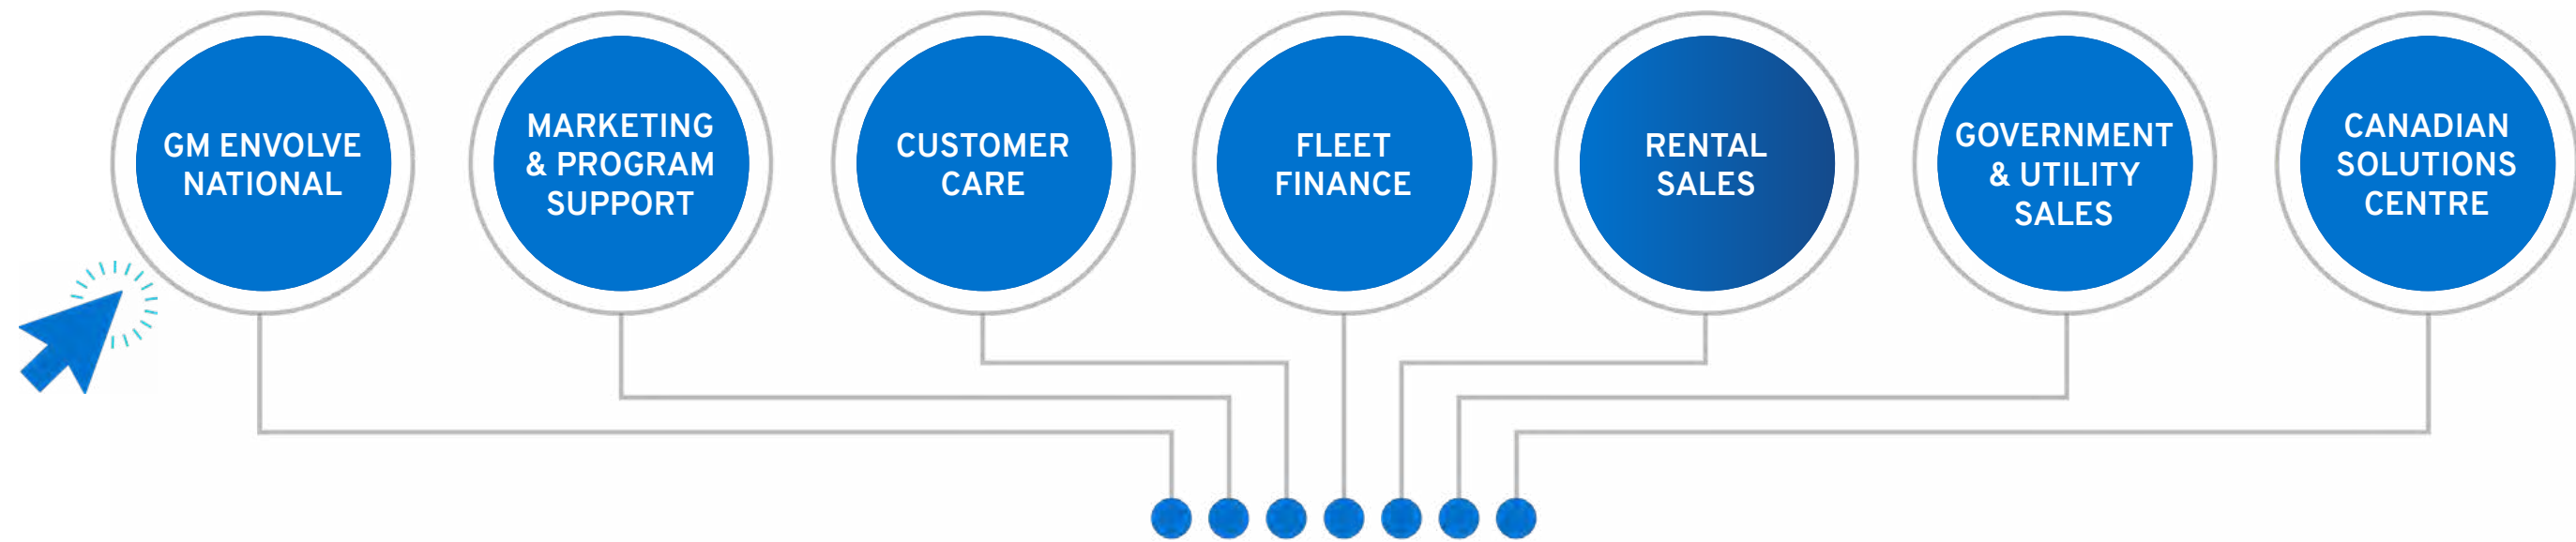 GM ENVOLVE
NATIONAL
MARKETING
& PROGRAM
SUPPORT
CUSTOMER
CARE
FLEET
FINANCE
RENTAL
SALES
GOVERNMENT
& UTILITY
SALES
CANADIAN
SOLUTIONS
CENTRE